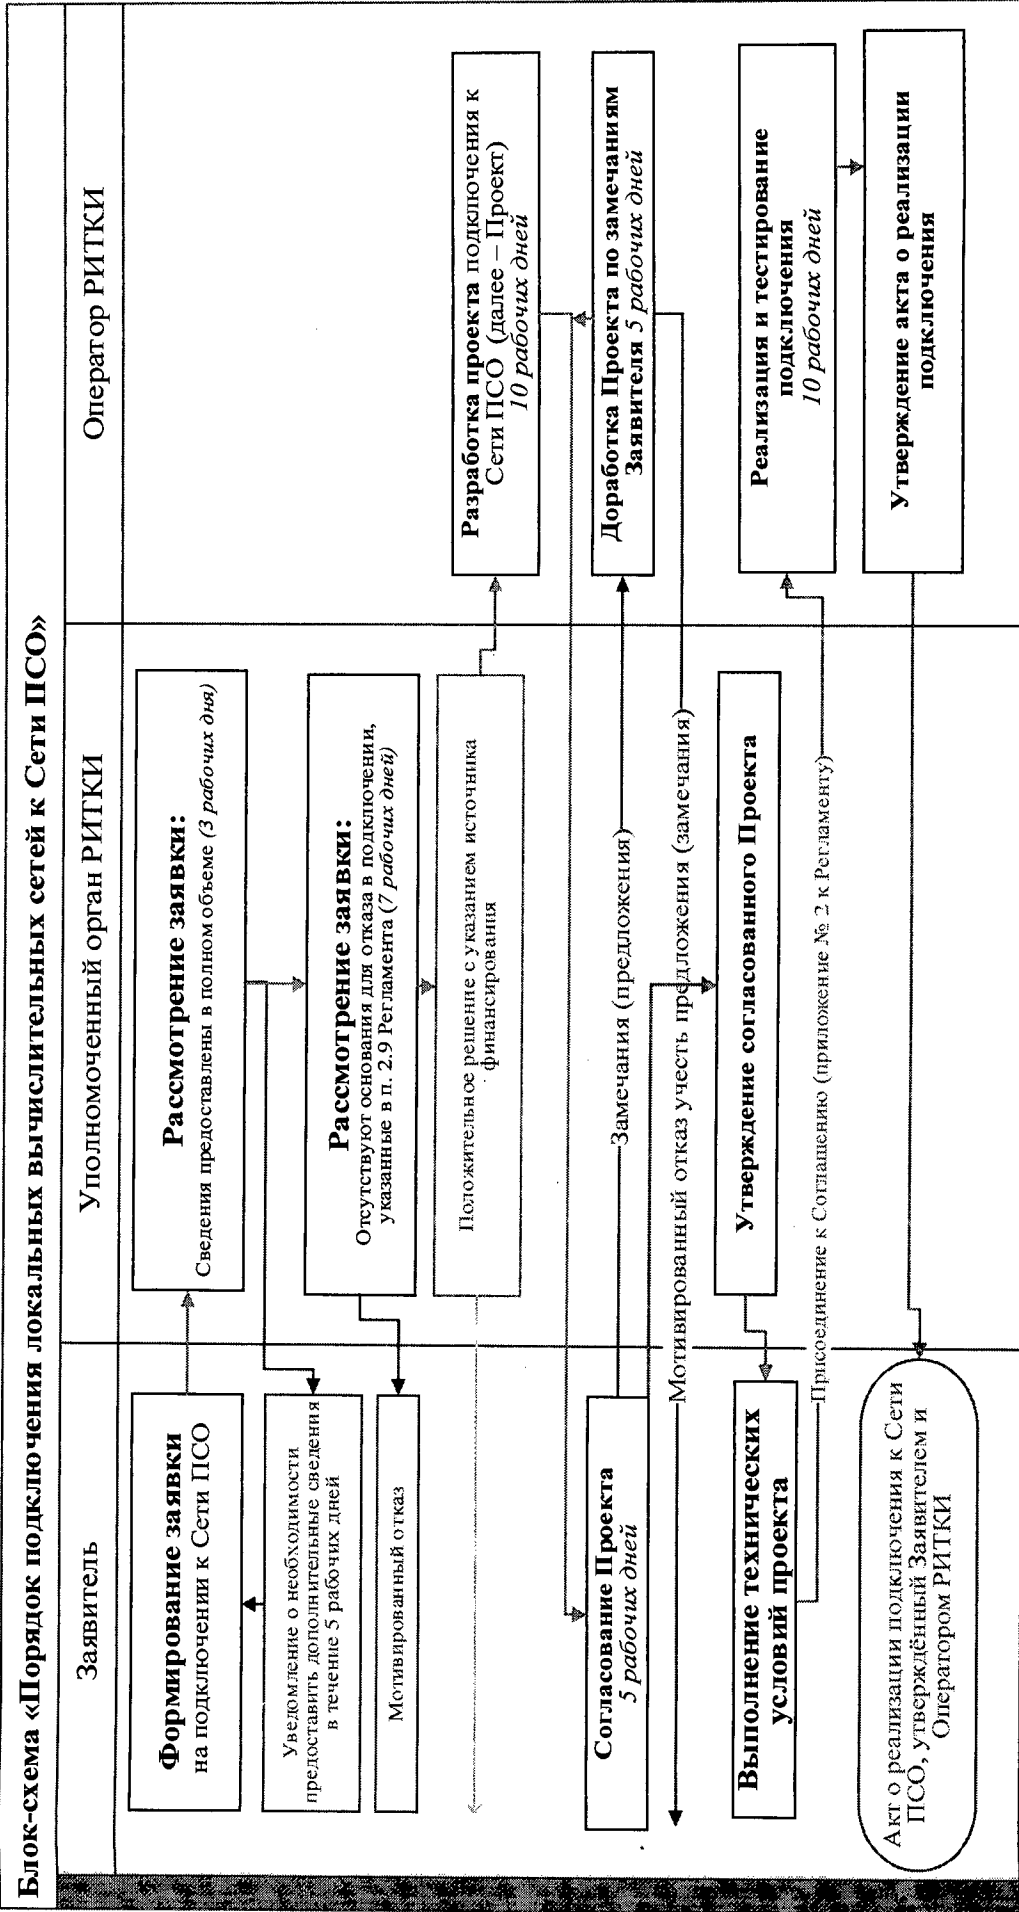 Блок-схема «Порядок подключения локальных вычислительных сетей к Сети ПСО»
Заявитель
Уполномоченный орган РИТКИ
Оператор РИТКИ
Формирование заявки
на подключении к Сети ПСО
Рассмотрение заявки:
Сведения предоставлены в полном объеме (3 рабочих дня)
Уведомление о необходимости
предоставить дополнительные сведения
в течение 5 рабочих дней
Рассмотрение заявки:
Отсутствуют основания для отказа в подключении,
указанные в п. 2.9 Регламента (7 рабочих дней)
Мотивированный отказ
Положительное решение с указанием источника
финансирования
Разработка проекта подключения к
Сети ПСО (далее – Проект)
10 рабочих дней
Согласование Проекта
5 рабочих дней
Замечания (предложения)
Доработка Проекта по замечаниям
Заявителя 5 рабочих дней
Мотивированный отказ учесть предложения (замечания)
Утверждение согласованного Проекта
Выполнение технических
условий проекта
Присоединение к Соглашению (приложение № 2 к Регламенту)
Реализация и тестирование
подключения
10 рабочих дней
Утверждение акта о реализации
подключения
Акт о реализации подключения к Сети
ПСО, утверждённый Заявителем и
Оператором РИТКИ